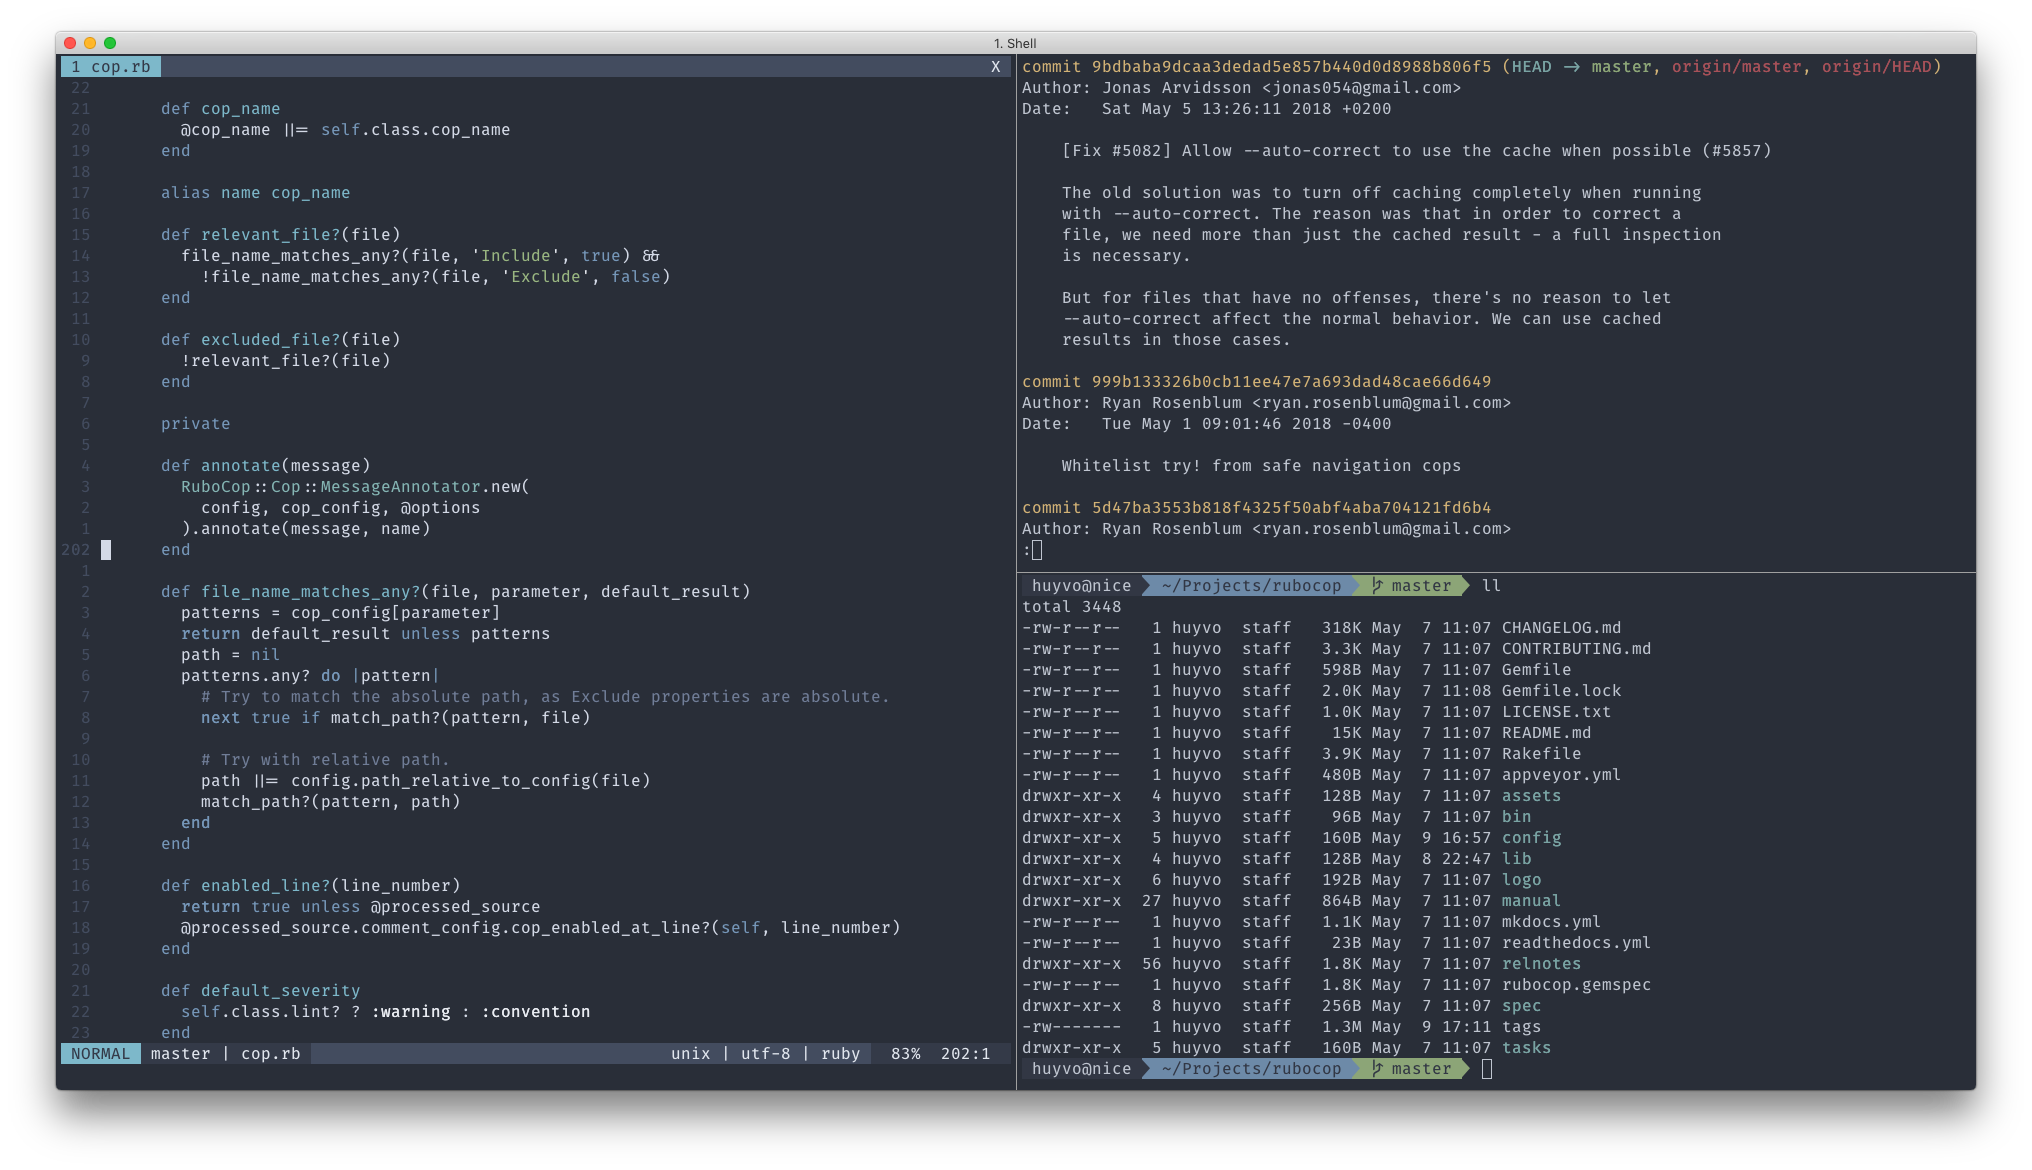 1. Shell
1 cop.rb X
22
21 def cop_name
20 @cop_name ||= self.class.cop_name
19 end
18
17 alias name cop_name
16
15 def relevant_file?(file)
14 file_name_matches_any?(file, 'Include', true) &&
13 !file_name_matches_any?(file, 'Exclude', false)
12 end
11
10 def excluded_file?(file)
9 !relevant_file?(file)
8 end
7
6 private
5
4 def annotate(message)
3 RuboCop::Cop::MessageAnnotator.new(
2 config, cop_config, @options
1 ).annotate(message, name)
202 end
1
2 def file_name_matches_any?(file, parameter, default_result)
3 patterns = cop_config[parameter]
4 return default_result unless patterns
5 path = nil
6 patterns.any? do |pattern|
7 # Try to match the absolute path, as Exclude properties are absolute.
8 next true if match_path?(pattern, file)
9
10 # Try with relative path.
11 path ||= config.path_relative_to_config(file)
12 match_path?(pattern, path)
13 end
14 end
15
16 def enabled_line?(line_number)
17 return true unless @processed_source
18 @processed_source.comment_config.cop_enabled_at_line?(self, line_number)
19 end
20
21 def default_severity
22 self.class.lint? ? :warning : :convention
23 end
NORMAL master | cop.rb unix | utf-8 | ruby 83% 202:1
commit 9bdbaba9dcaa3dedad5e857b440d0d8988b806f5 (HEAD -> master, origin/master, origin/HEAD)
Author: Jonas Arvidsson <jonas054@gmail.com>
Date: Sat May 5 13:26:11 2018 +0200
[Fix #5082] Allow --auto-correct to use the cache when possible (#5857)
The old solution was to turn off caching completely when running
with --auto-correct. The reason was that in order to correct a
file, we need more than just the cached result - a full inspection
is necessary.
But for files that have no offenses, there's no reason to let
--auto-correct affect the normal behavior. We can use cached
results in those cases.
commit 999b133326b0cb11ee47e7a693dad48cae66d649
Author: Ryan Rosenblum <ryan.rosenblum@gmail.com>
Date: Tue May 1 09:01:46 2018 -0400
Whitelist try! from safe navigation cops
commit 5d47ba3553b818f4325f50abf4aba704121fd6b4
Author: Ryan Rosenblum <ryan.rosenblum@gmail.com>
:
huyvo@nice ~/Projects/rubocop master ll
total 3448
-rw-r--r-- 1 huyvo staff 318K May 7 11:07 CHANGELOG.md
-rw-r--r-- 1 huyvo staff 3.3K May 7 11:07 CONTRIBUTING.md
-rw-r--r-- 1 huyvo staff 598B May 7 11:07 Gemfile
-rw-r--r-- 1 huyvo staff 2.0K May 7 11:08 Gemfile.lock
-rw-r--r-- 1 huyvo staff 1.0K May 7 11:07 LICENSE.txt
-rw-r--r-- 1 huyvo staff 15K May 7 11:07 README.md
-rw-r--r-- 1 huyvo staff 3.9K May 7 11:07 Rakefile
-rw-r--r-- 1 huyvo staff 480B May 7 11:07 appveyor.yml
drwxr-xr-x 4 huyvo staff 128B May 7 11:07 assets
drwxr-xr-x 3 huyvo staff 96B May 7 11:07 bin
drwxr-xr-x 5 huyvo staff 160B May 9 16:57 config
drwxr-xr-x 4 huyvo staff 128B May 8 22:47 lib
drwxr-xr-x 6 huyvo staff 192B May 7 11:07 logo
drwxr-xr-x 27 huyvo staff 864B May 7 11:07 manual
-rw-r--r-- 1 huyvo staff 1.1K May 7 11:07 mkdocs.yml
-rw-r--r-- 1 huyvo staff 23B May 7 11:07 readthedocs.yml
drwxr-xr-x 56 huyvo staff 1.8K May 7 11:07 relnotes
-rw-r--r-- 1 huyvo staff 1.8K May 7 11:07 rubocop.gemspec
drwxr-xr-x 8 huyvo staff 256B May 7 11:07 spec
-rw------- 1 huyvo staff 1.3M May 9 17:11 tags
drwxr-xr-x 5 huyvo staff 160B May 7 11:07 tasks
huyvo@nice ~/Projects/rubocop master